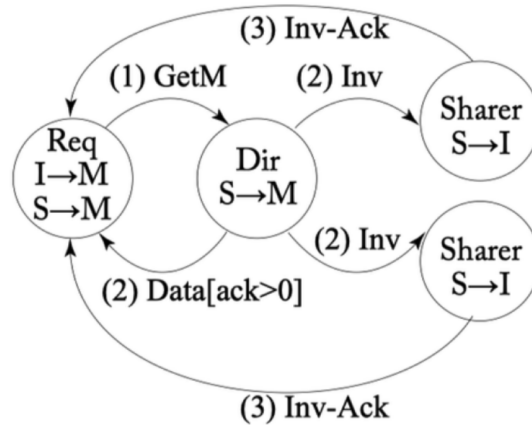 (3) Inv-Ack
(1) GetM
(2) Inv
Sharer
S→I
Req
I→M
S→M
Dir
S→M
(2) Inv
Sharer
S→I
(2) Data[ack>0]
(3) Inv-Ack